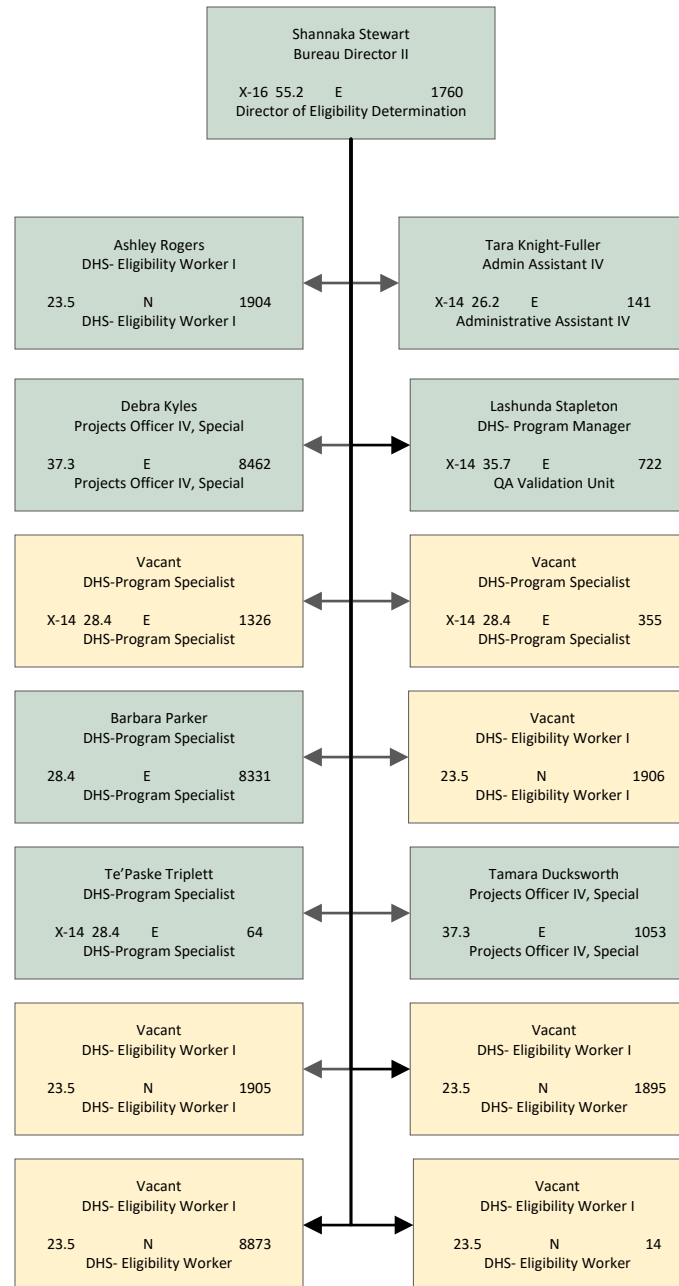 Shannaka Stewart
Bureau Director II
X-16 55.2 E 1760
Director of Eligibility Determination
Ashley Rogers
DHS- Eligibility Worker I
23.5 N 1904
DHS- Eligibility Worker I
Tara Knight-Fuller
Admin Assistant IV
X-14 26.2 E 141
Administrative Assistant IV
Debra Kyles
Projects Officer IV, Special
37.3 E 8462
Projects Officer IV, Special
Lashunda Stapleton
DHS- Program Manager
X-14 35.7 E 722
QA Validation Unit
Vacant
DHS-Program Specialist
X-14 28.4 E 1326
DHS-Program Specialist
Vacant
DHS-Program Specialist
X-14 28.4 E 355
DHS-Program Specialist
Barbara Parker
DHS-Program Specialist
28.4 E 8331
DHS-Program Specialist
Vacant
DHS- Eligibility Worker I
23.5 N 1906
DHS- Eligibility Worker I
Te’Paske Triplett
DHS-Program Specialist
X-14 28.4 E 64
DHS-Program Specialist
Tamara Ducksworth
Projects Officer IV, Special
37.3 E 1053
Projects Officer IV, Special
Vacant
DHS- Eligibility Worker I
23.5 N 1905
DHS- Eligibility Worker I
Vacant
DHS- Eligibility Worker I
23.5 N 1895
DHS- Eligibility Worker
Vacant
DHS- Eligibility Worker I
23.5 N 8873
DHS- Eligibility Worker
Vacant
DHS- Eligibility Worker I
23.5 N 14
DHS- Eligibility Worker